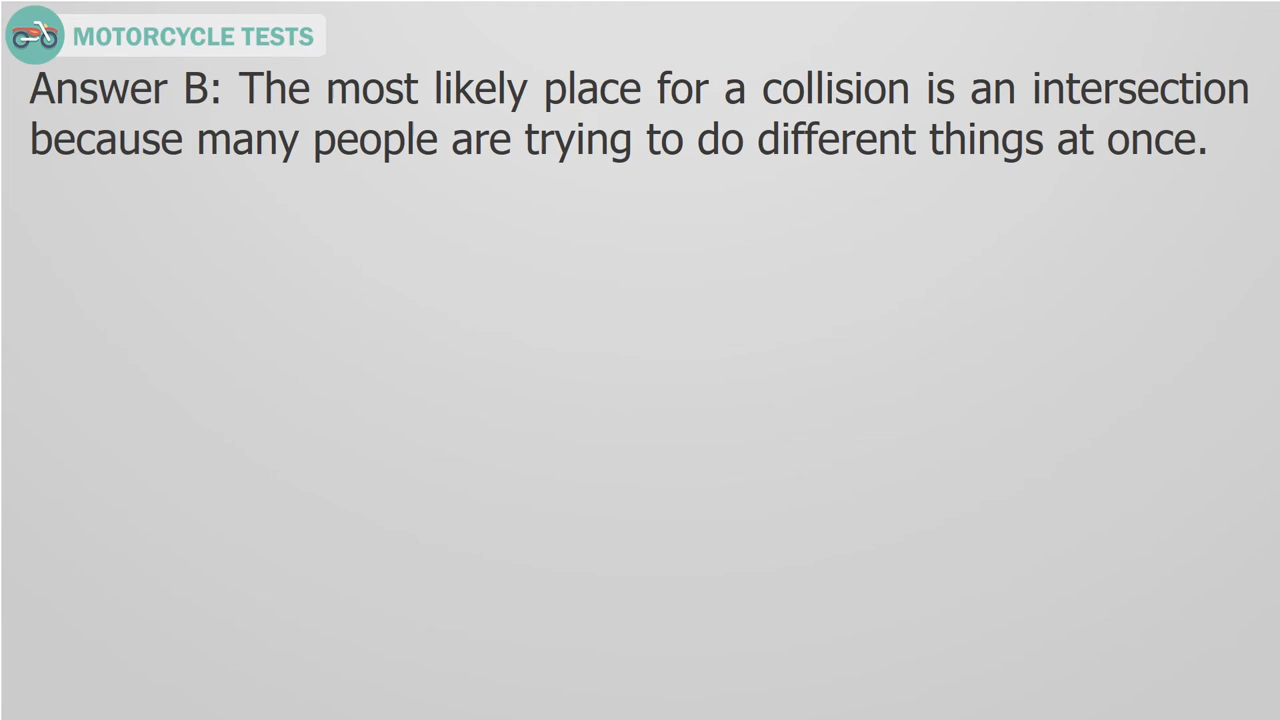 MOTORCYCLE TESTS
Answer B: The most likely place for a collision is an intersection
because many people are trying to do different things at once.